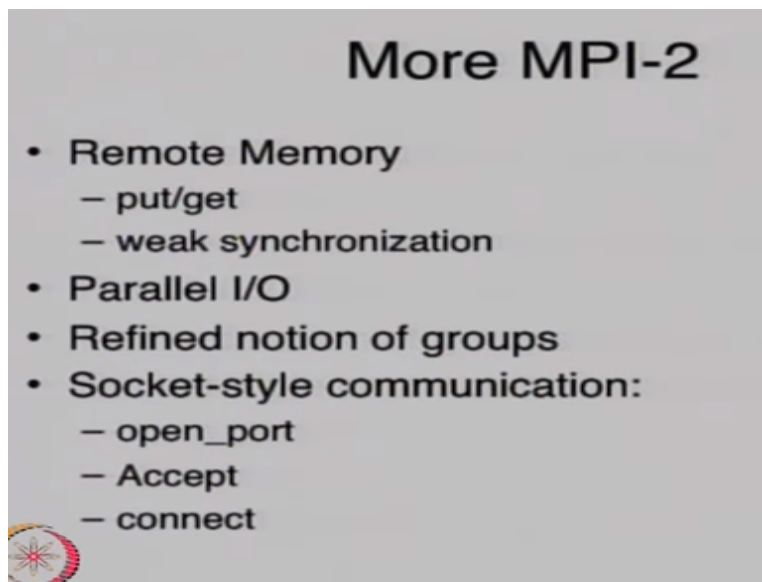 More MPI-2
• Remote Memory
– put/get
– weak synchronization
• Parallel I/O
• Refined notion of groups
• Socket-style communication:
– open_port
– Accept
– connect